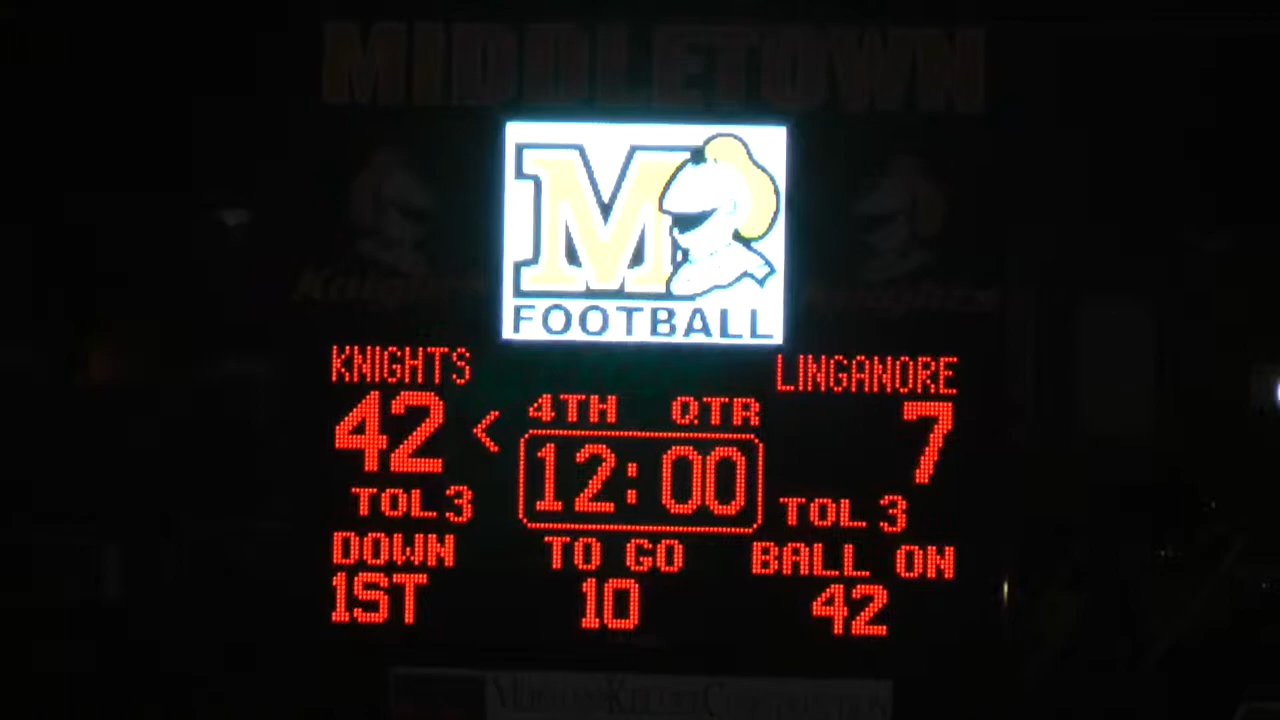 MIDDLETOWN
M
FOOTBALL
KNIGHTS
LINGANORE
42 <
4TH QTR
7
12:00
TOL 3
TOL 3
DOWN
TO GO
BALL ON
1ST
10
42